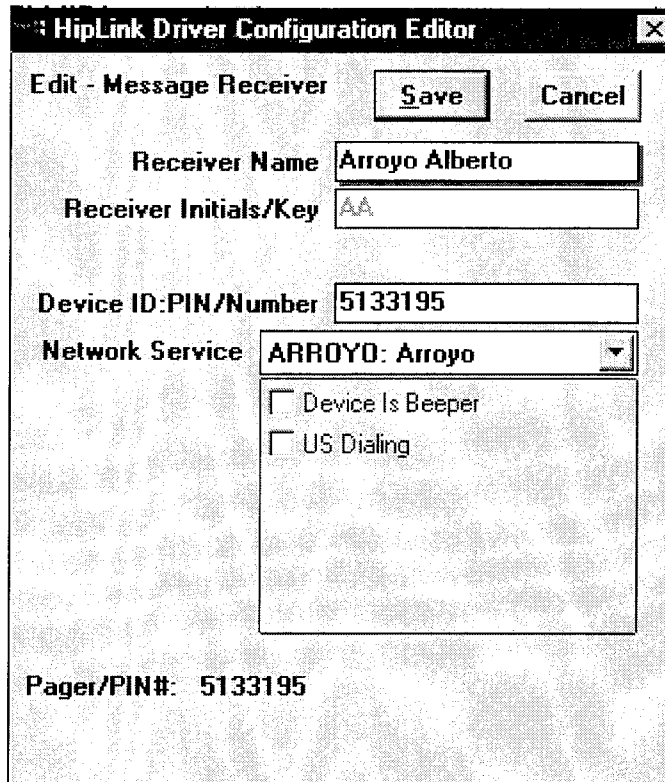 HipLink Driver Configuration Editor
Edit - Message Receiver
Save
Cancel
Receiver Name
Arroyo Alberto
Receiver Initials/Key
AA
Device ID:PIN/Number
5133195
Network Service
ARROYO: Arroyo
Device Is Beeper
US Dialing
Pager/PIN#: 5133195